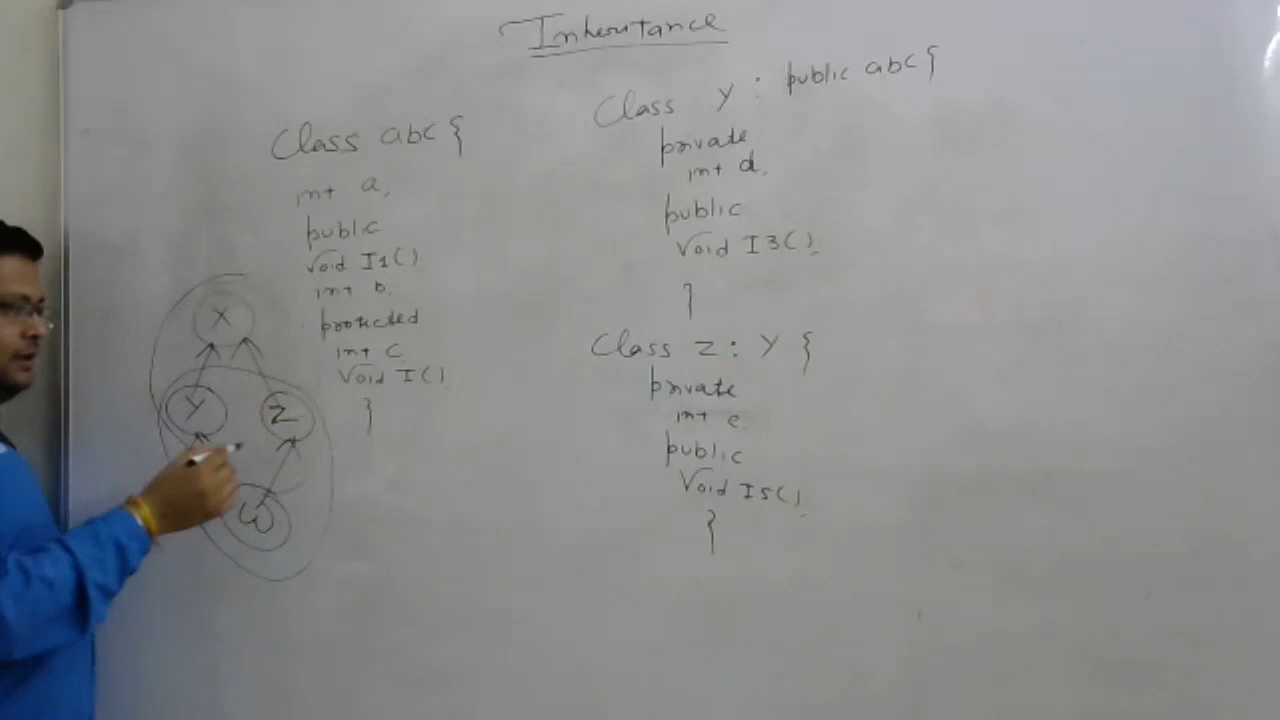 Inheritance
Class abc {
int a,
public
Void I1()
int b.
protected
int c
Void I()
}
X
Y Z
W
Class Y : public abc {
private
int d,
public
Void I3()
}
Class Z : Y {
private
int e
public
Void I5()
}